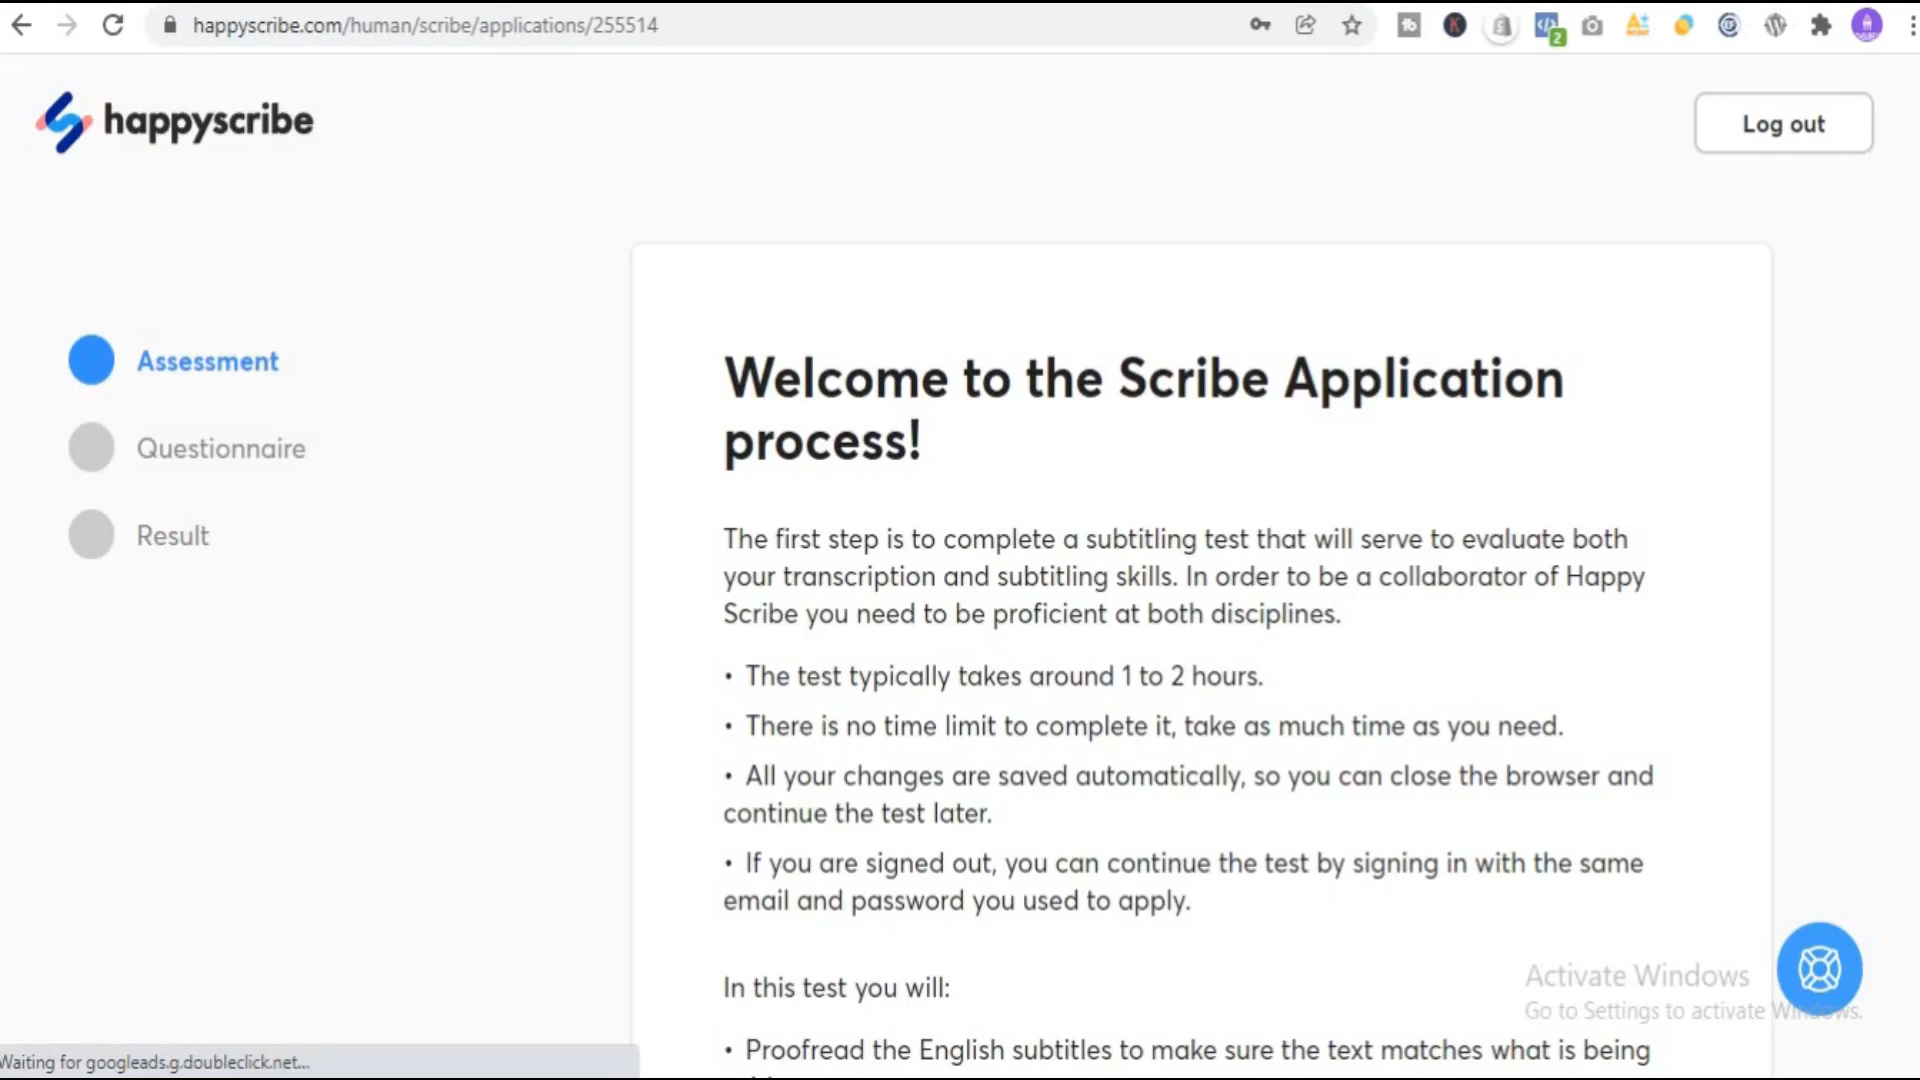 happyscribe.com/human/scribe/applications/255514
2
happyscribe
Log out
Assessment
Questionnaire
Result
Welcome to the Scribe Application
process!
The first step is to complete a subtitling test that will serve to evaluate both
your transcription and subtitling skills. In order to be a collaborator of Happy
Scribe you need to be proficient at both disciplines.
• The test typically takes around 1 to 2 hours.
• There is no time limit to complete it, take as much time as you need.
• All your changes are saved automatically, so you can close the browser and
continue the test later.
• If you are signed out, you can continue the test by signing in with the same
email and password you used to apply.
In this test you will:
• Proofread the English subtitles to make sure the text matches what is being
Activate Windows
Go to Settings to activate Windows.
Waiting for googleads.g.doubleclick.net...